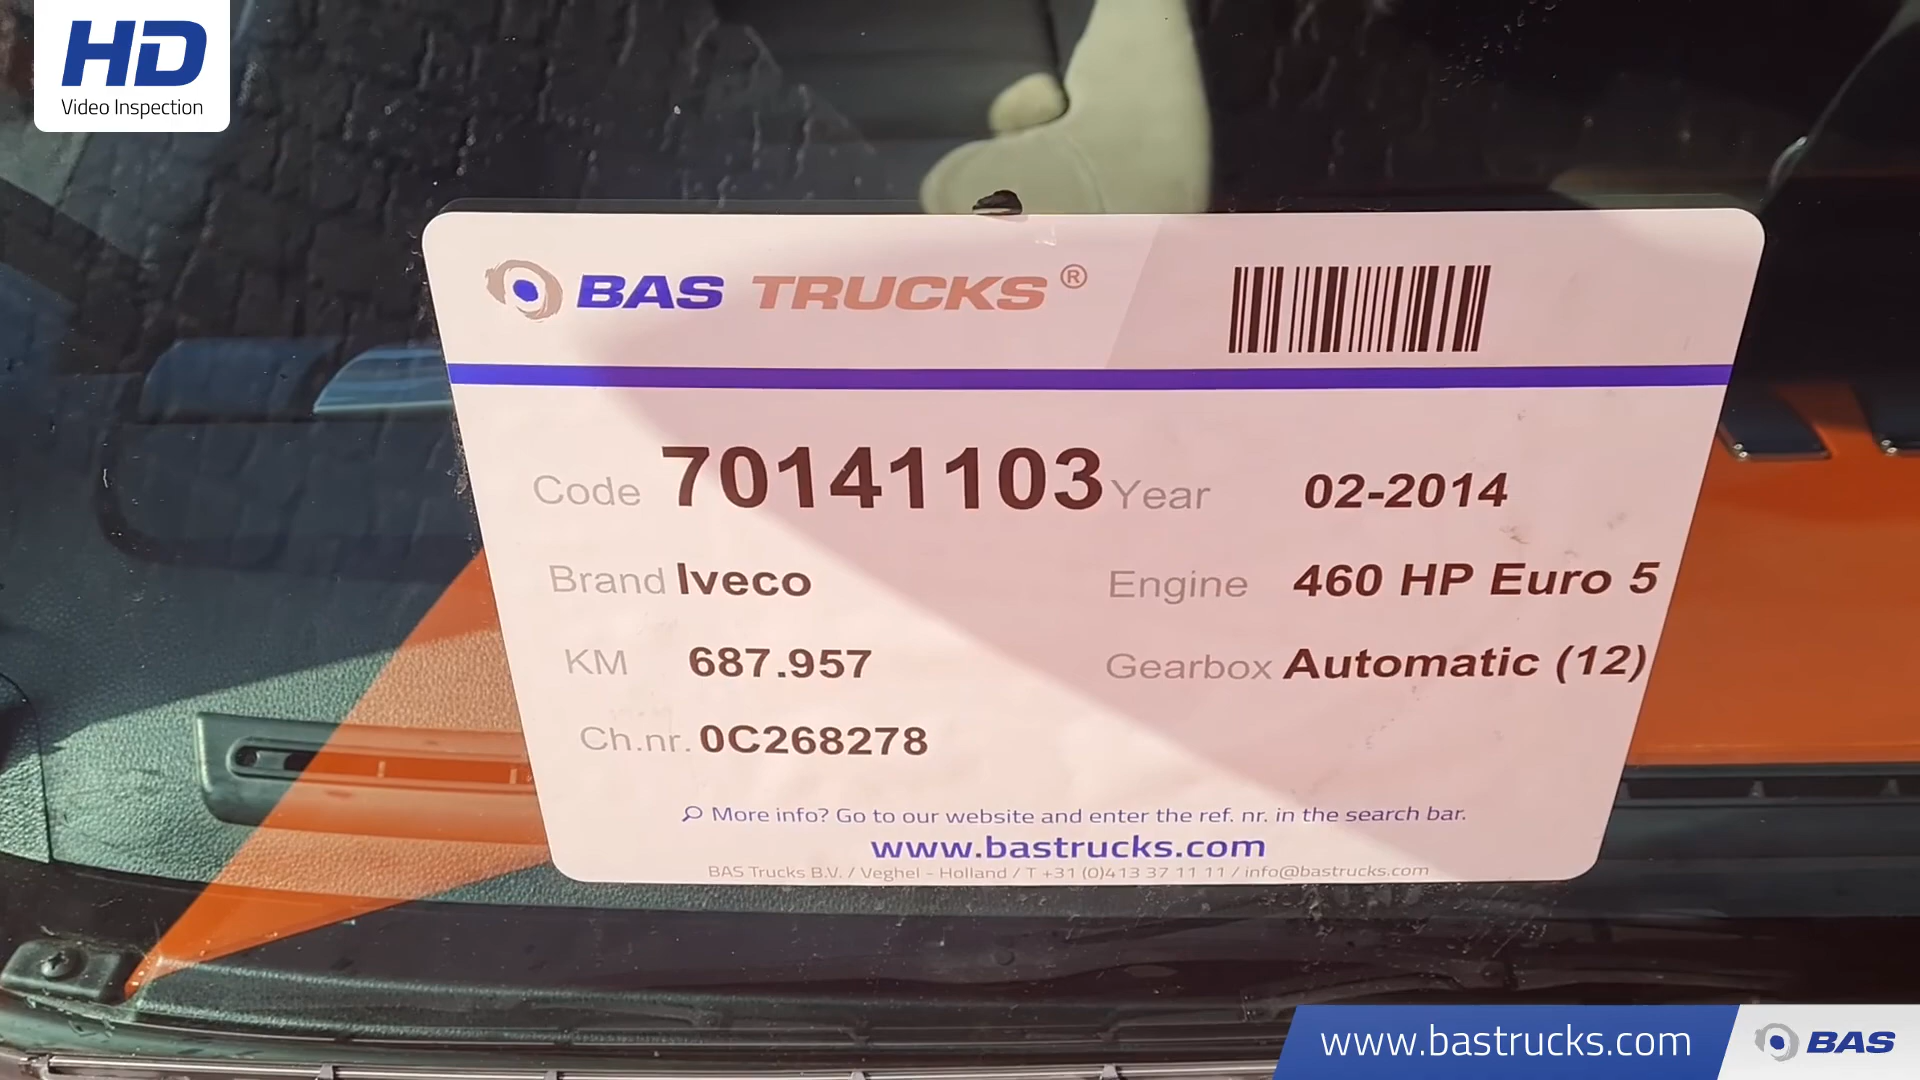 HD
Video Inspection
BAS TRUCKS®
Code 70141103 Year 02-2014
Brand Iveco Engine 460 HP Euro 5
KM 687.957 Gearbox Automatic (12)
Ch.nr. 0C268278
More info? Go to our website and enter the ref. nr. in the search bar.
www.bastrucks.com
BAS Trucks B.V. / Veghel - Holland / T +31 (0)413 37 11 11 / info@bastrucks.com
www.bastrucks.com BAS